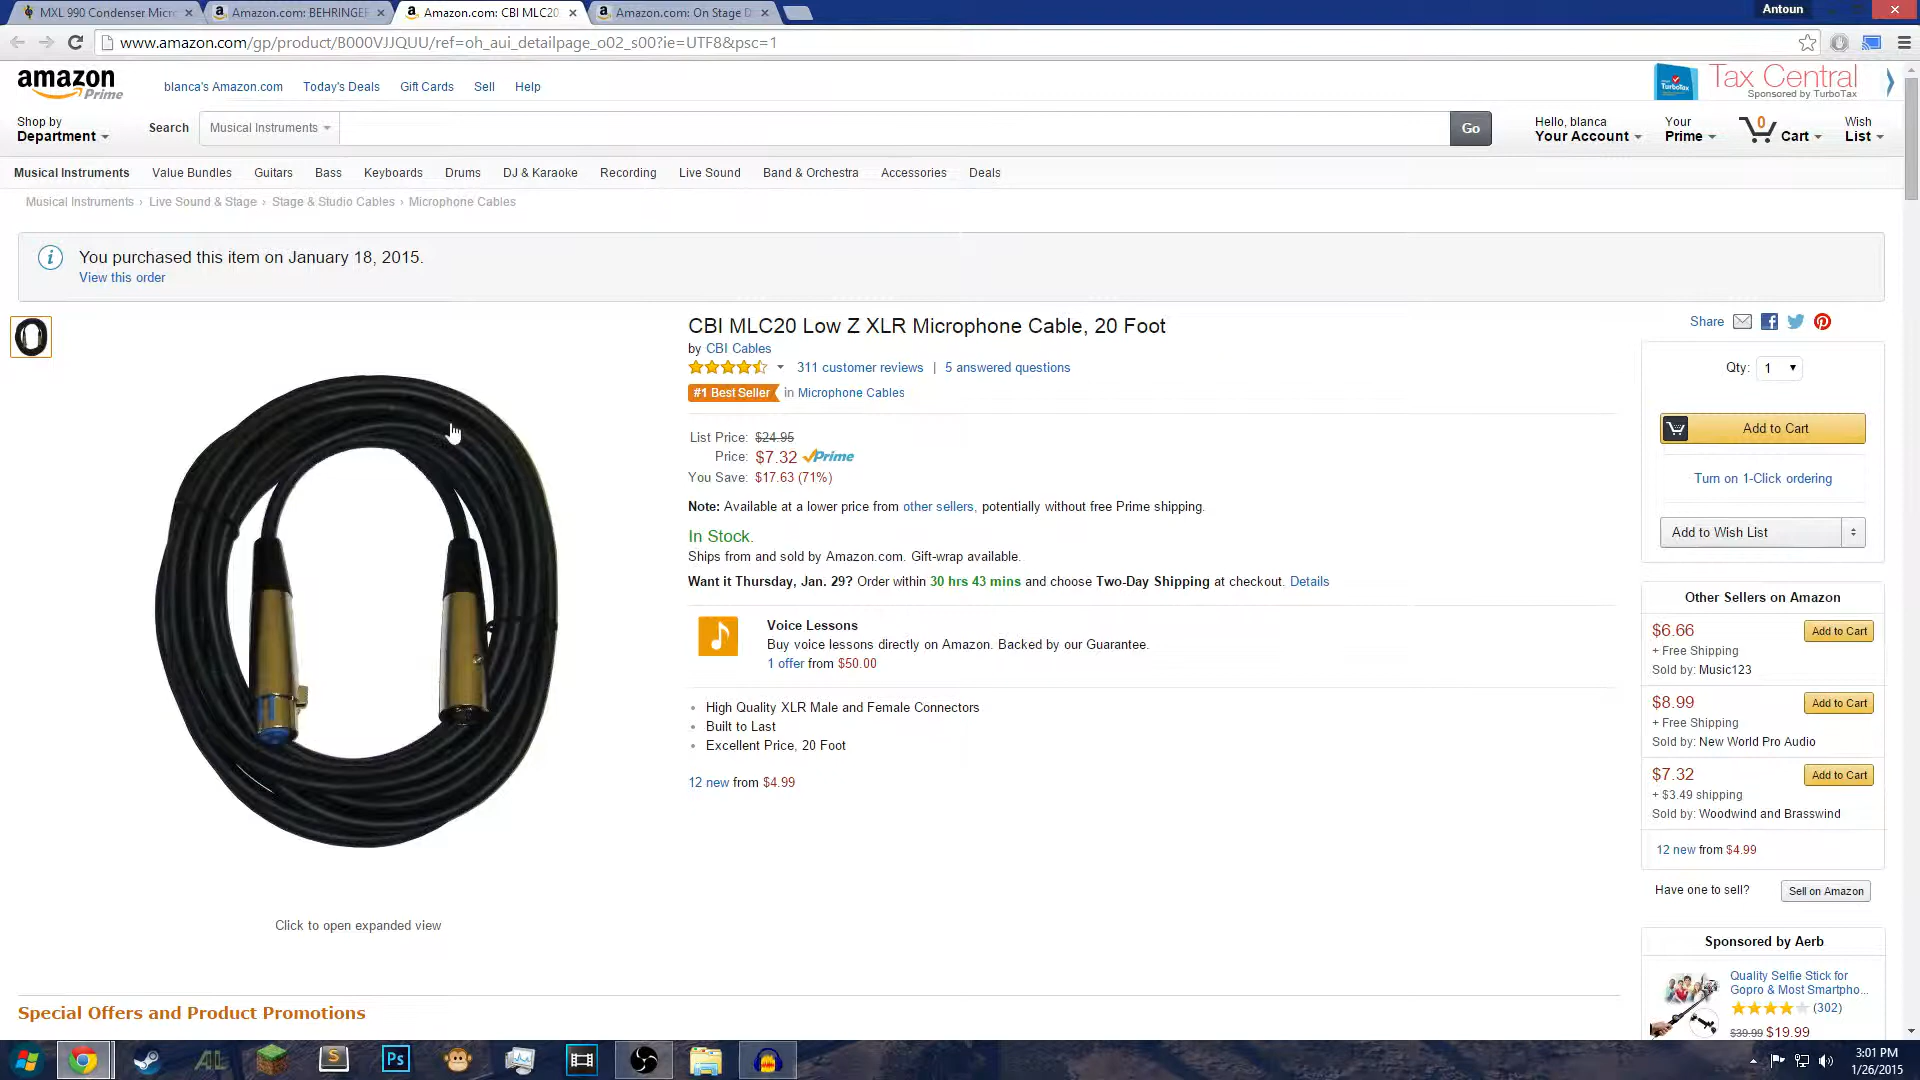 MXL 990 Condenser Micr
Amazon.com: BEHRINGER
Amazon.com: CBI MLC20
Amazon.com: On Stage D
Antoun
www.amazon.com/gp/product/B000VJJQUU/ref=oh_aui_detailpage_o02_s00?ie=UTF8&psc=1
amazon
Prime
blanca's Amazon.com Today's Deals Gift Cards Sell Help
TurboTax
Tax Central
Sponsored by TurboTax
Shop by
Department
Search Musical Instruments Go
Hello, blanca
Your Account
Your
Prime
0
Cart
Wish
List
Musical Instruments Value Bundles Guitars Bass Keyboards Drums DJ & Karaoke Recording Live Sound Band & Orchestra Accessories Deals
Musical Instruments › Live Sound & Stage › Stage & Studio Cables › Microphone Cables
i
You purchased this item on January 18, 2015.
View this order
CBI MLC20 Low Z XLR Microphone Cable, 20 Foot
by CBI Cables
311 customer reviews | 5 answered questions
#1 Best Seller in Microphone Cables
List Price: $24.95
Price: $7.32 Prime
You Save: $17.63 (71%)
Note: Available at a lower price from other sellers, potentially without free Prime shipping.
In Stock.
Ships from and sold by Amazon.com. Gift-wrap available.
Want it Thursday, Jan. 29? Order within 30 hrs 43 mins and choose Two-Day Shipping at checkout. Details
Voice Lessons
Buy voice lessons directly on Amazon. Backed by our Guarantee.
1 offer from $50.00
• High Quality XLR Male and Female Connectors
• Built to Last
• Excellent Price, 20 Foot
12 new from $4.99
Click to open expanded view
Special Offers and Product Promotions
Share
Qty: 1
Add to Cart
Turn on 1-Click ordering
Add to Wish List
Other Sellers on Amazon
$6.66 Add to Cart
+ Free Shipping
Sold by: Music123
$8.99 Add to Cart
+ Free Shipping
Sold by: New World Pro Audio
$7.32 Add to Cart
+ $3.49 shipping
Sold by: Woodwind and Brasswind
12 new from $4.99
Have one to sell? Sell on Amazon
Sponsored by Aerb
Quality Selfie Stick for
Gopro & Most Smartpho...
(302)
$39.99 $19.99
AL
S
Ps
3:01 PM
1/26/2015